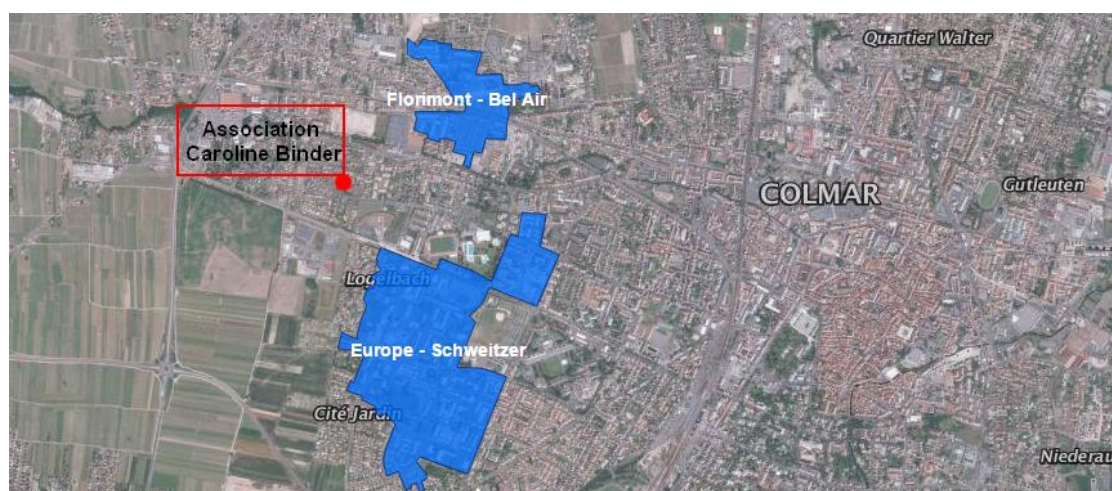 Quartier Walter
Florimont - Bel Air
Association
Caroline Binder
COLMAR
Gutleuten
Logelbach
Europe - Schweitzer
Cité Jardin
Niederau